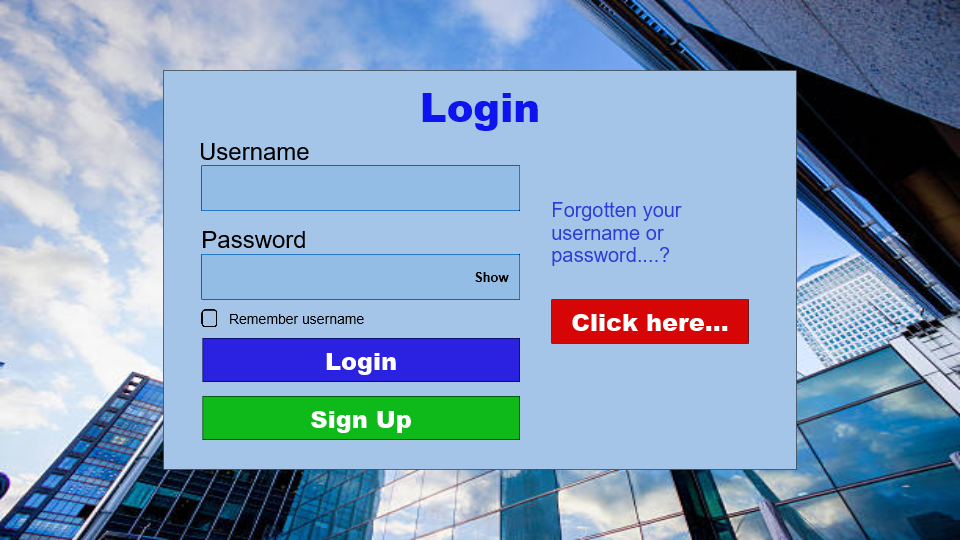 Login
Username
Password
Show
Remember username
Login
Sign Up
Forgotten your
username or
password....?
Click here...